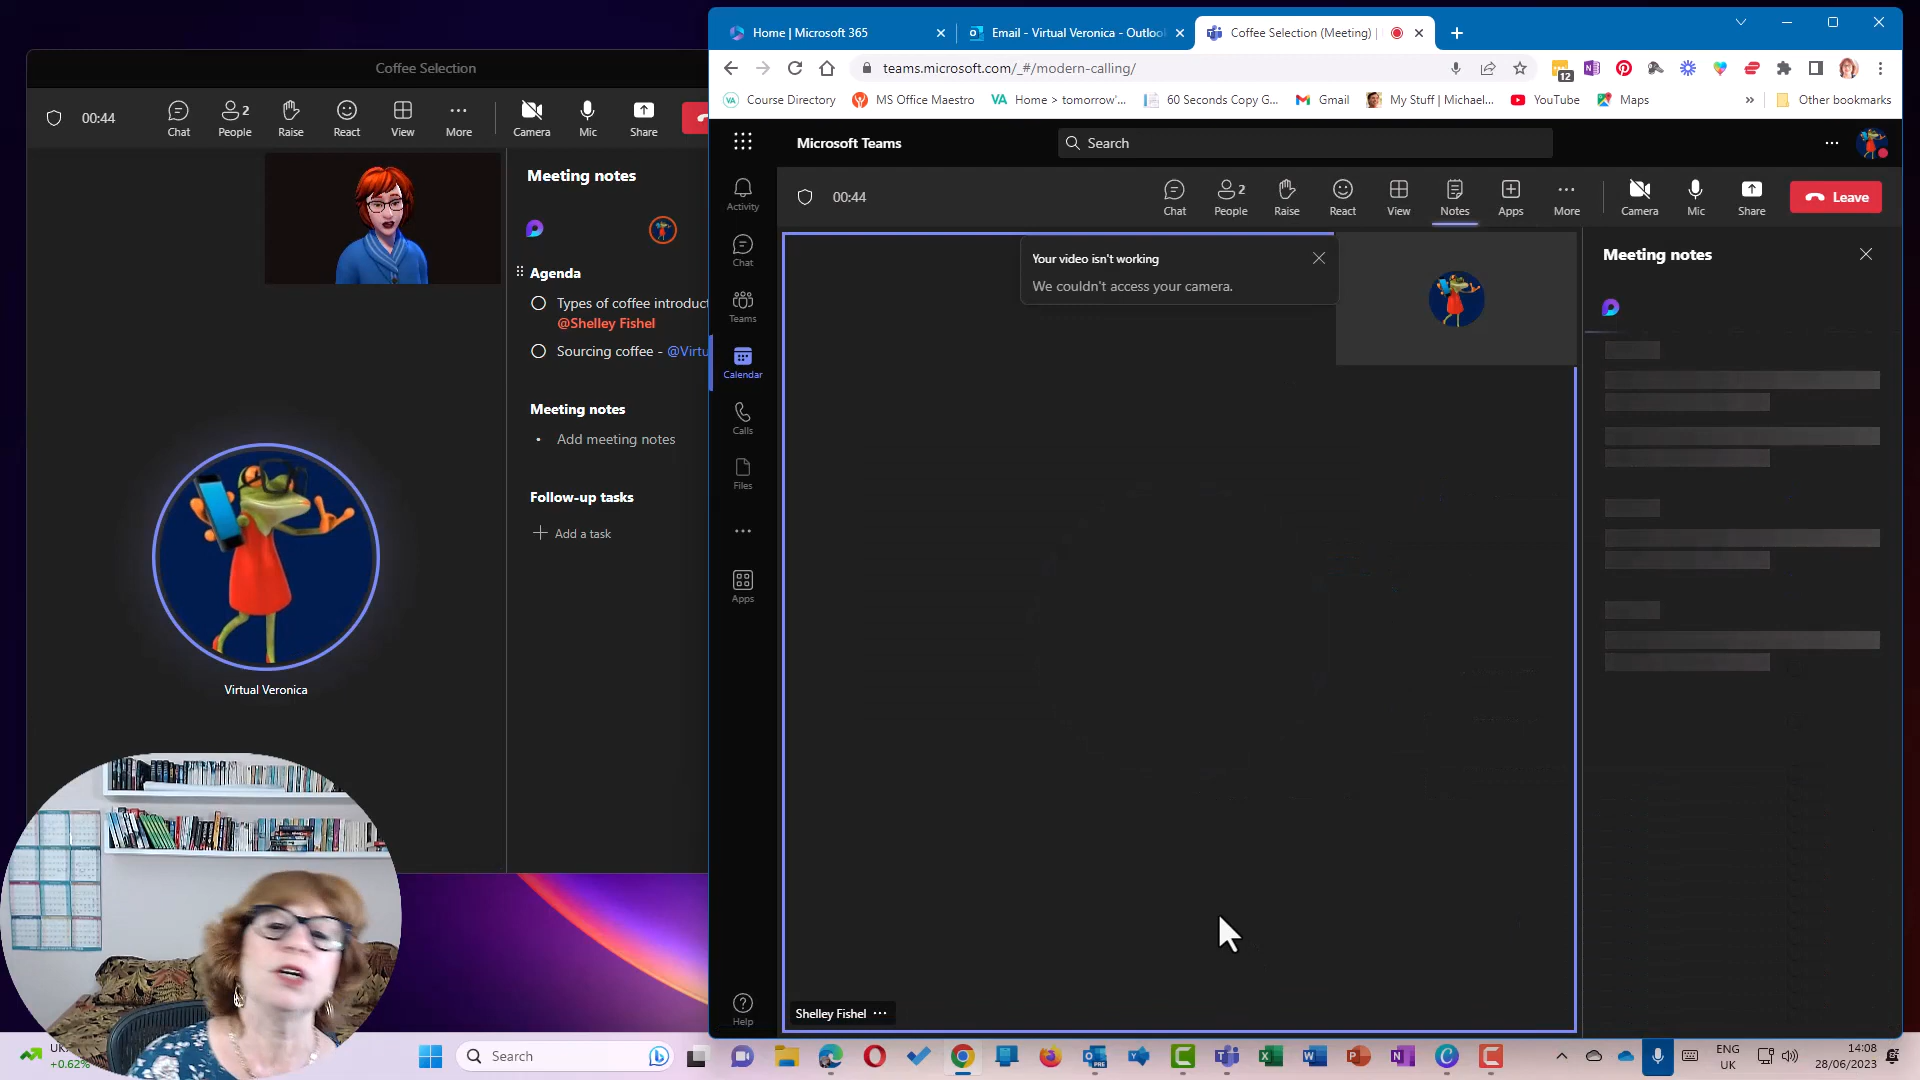 Coffee Selection
00:44
Chat
People
2
Raise
React
View
More
Camera
Mic
Share
Meeting notes
Agenda
Types of coffee introduct
@Shelley Fishel
Sourcing coffee - @Virtu
Meeting notes
Add meeting notes
Follow-up tasks
Add a task
Virtual Veronica
Home | Microsoft 365
Email - Virtual Veronica - Outlook
Coffee Selection (Meeting) |
teams.microsoft.com/_#/modern-calling/
12
Course Directory
MS Office Maestro
VA Home > tomorrow'...
60 Seconds Copy G...
Gmail
My Stuff | Michael...
YouTube
Maps
»
Other bookmarks
Microsoft Teams
Search
00:44
Chat
People
2
Raise
React
View
Notes
Apps
More
Camera
Mic
Share
Leave
Activity
Chat
Teams
Calendar
Calls
Files
Apps
Help
Your video isn't working
We couldn't access your camera.
Meeting notes
Shelley Fishel
+0.62%
Search
ENG
UK
14:08
28/06/2023